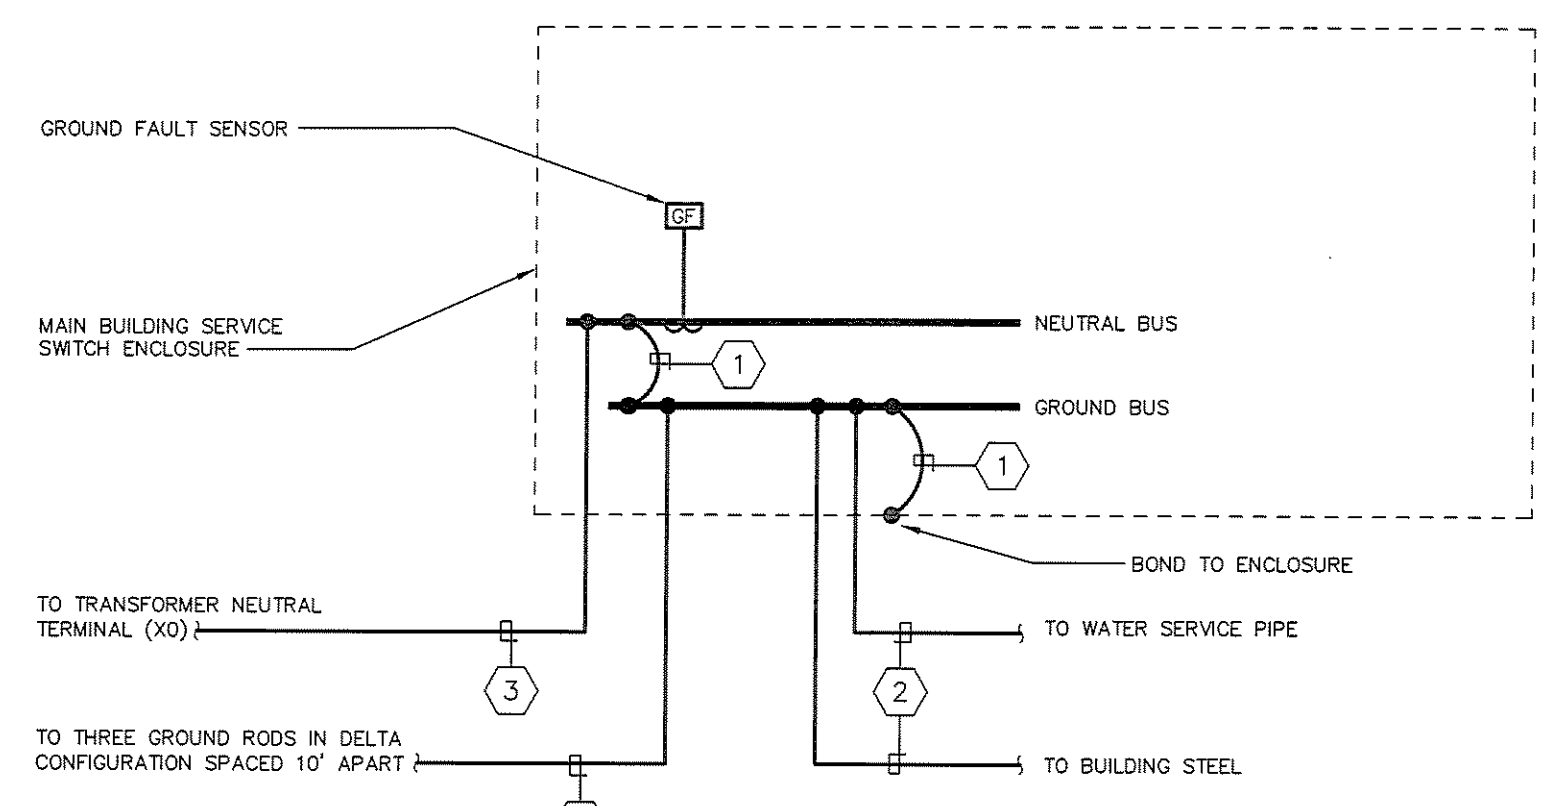 GROUND FAULT SENSOR
GF
MAIN BUILDING SERVICE
SWITCH ENCLOSURE
NEUTRAL BUS
1
GROUND BUS
1
BOND TO ENCLOSURE
TO TRANSFORMER NEUTRAL
TERMINAL (XO)
TO WATER SERVICE PIPE
3
2
TO THREE GROUND RODS IN DELTA
CONFIGURATION SPACED 10' APART
TO BUILDING STEEL